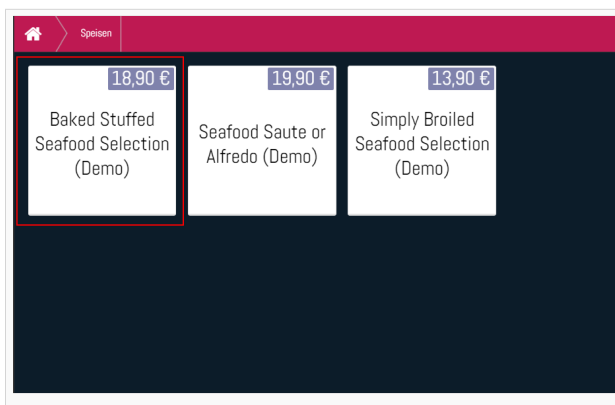 Speisen
18,90 €
Baked Stuffed
Seafood Selection
(Demo)
19,90 €
Seafood Saute or
Alfredo (Demo)
13,90 €
Simply Broiled
Seafood Selection
(Demo)